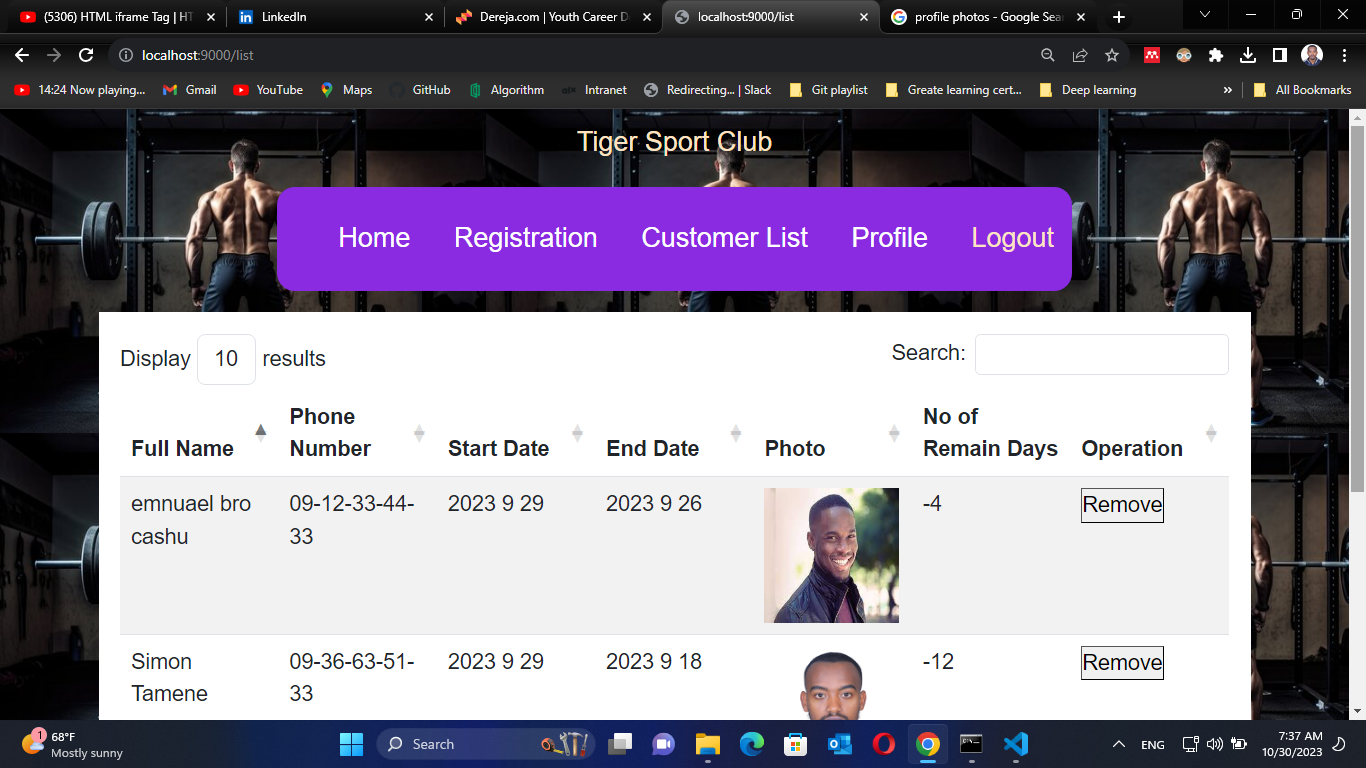 (5306) HTML iframe Tag | HT
LinkedIn
Dereja.com | Youth Career D
localhost:9000/list
profile photos - Google Sea
localhost:9000/list
14:24 Now playing...
Gmail
YouTube
Maps
GitHub
Algorithm
Intranet
Redirecting... | Slack
Git playlist
Greate learning cert...
Deep learning
»
All Bookmarks
Tiger Sport Club
Home Registration Customer List Profile Logout
Display 10 results
Search:
Full Name
Phone
Number
Start Date
End Date
Photo
No of
Remain Days
Operation
emnuael bro
cashu
09-12-33-44-
33
2023 9 29
2023 9 26
-4
Remove
Simon
Tamene
09-36-63-51-
33
2023 9 29
2023 9 18
-12
Remove
1
68°F
Mostly sunny
Search
ENG
7:37 AM
10/30/2023